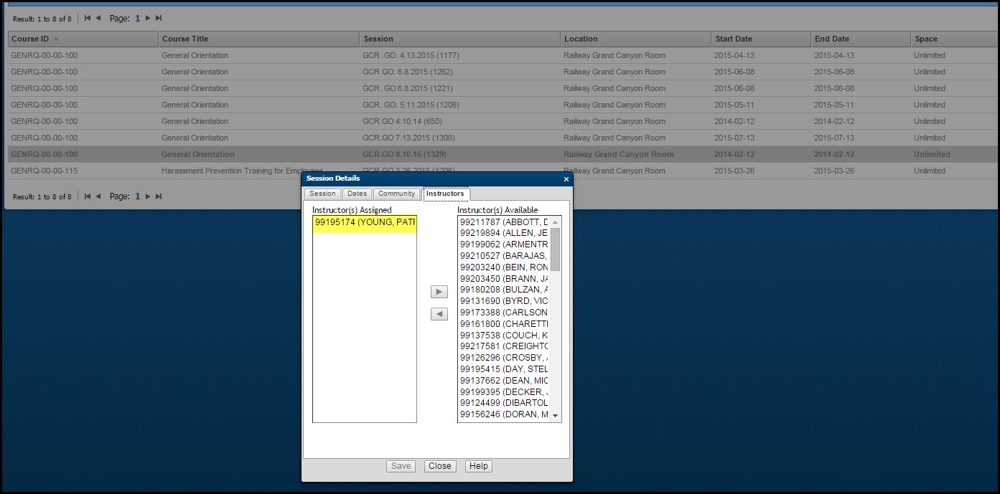 Result: 1 to 8 of 8 Page: 1
Course ID Course Title Session Location Start Date End Date Space
GENRQ-00-00-100 General Orientation GCR .GO. 4.13.2015 (1177) Railway Grand Canyon Room 2015-04-13 2015-04-13 Unlimited
GENRQ-00-00-100 General Orientation GCR GO. 6.8.2015 (1262) Railway Grand Canyon Room 2015-06-08 2015-06-08 Unlimited
GENRQ-00-00-100 General Orientation GCR. GO 6.8.2015 (1221) Railway Grand Canyon Room 2015-06-08 2015-06-08 Unlimited
GENRQ-00-00-100 General Orientation GCR. GO. 5.11.2015 (1208) Railway Grand Canyon Room 2015-05-11 2015-05-11 Unlimited
GENRQ-00-00-100 General Orientation GCR.GO 4.10.14 (650) Railway Grand Canyon Room 2014-02-12 2014-02-12 Unlimited
GENRQ-00-00-100 General Orientation GCR.GO 7.13.2015 (1308) Railway Grand Canyon Room 2015-07-13 2015-07-13 Unlimited
GENRQ-00-00-100 General Orientation GCR.GO 8.10.15 (1329) Railway Grand Canyon Room 2014-02-12 2014-02-12 Unlimited
GENRQ-00-00-115 Harassment Prevention Training for Employees GCR.GO 3.26.2015 (1206) Railway Grand Canyon Room 2015-03-26 2015-03-26 Unlimited
Result: 1 to 8 of 8 Page: 1
Session Details x
Session Dates Community Instructors
Instructor(s) Assigned
99195174 (YOUNG, PAT
Instructor(s) Available
99211787 (ABBOTT, D
99219894 (ALLEN, JE
99199062 (ARMENTR
99210527 (BARAJAS,
99203240 (BEIN, RON
99203450 (BRANN, JA
99180208 (BULZAN, A
99131690 (BYRD, VIC
99173388 (CARLSON
99161800 (CHARETT
99137538 (COUCH, K
99217581 (CREIGHTO
99126296 (CROSBY,
99195415 (DAY, STEL
99137662 (DEAN, MIC
99199395 (DECKER,
99124499 (DIBARTOL
99156246 (DORAN, M
Save Close Help